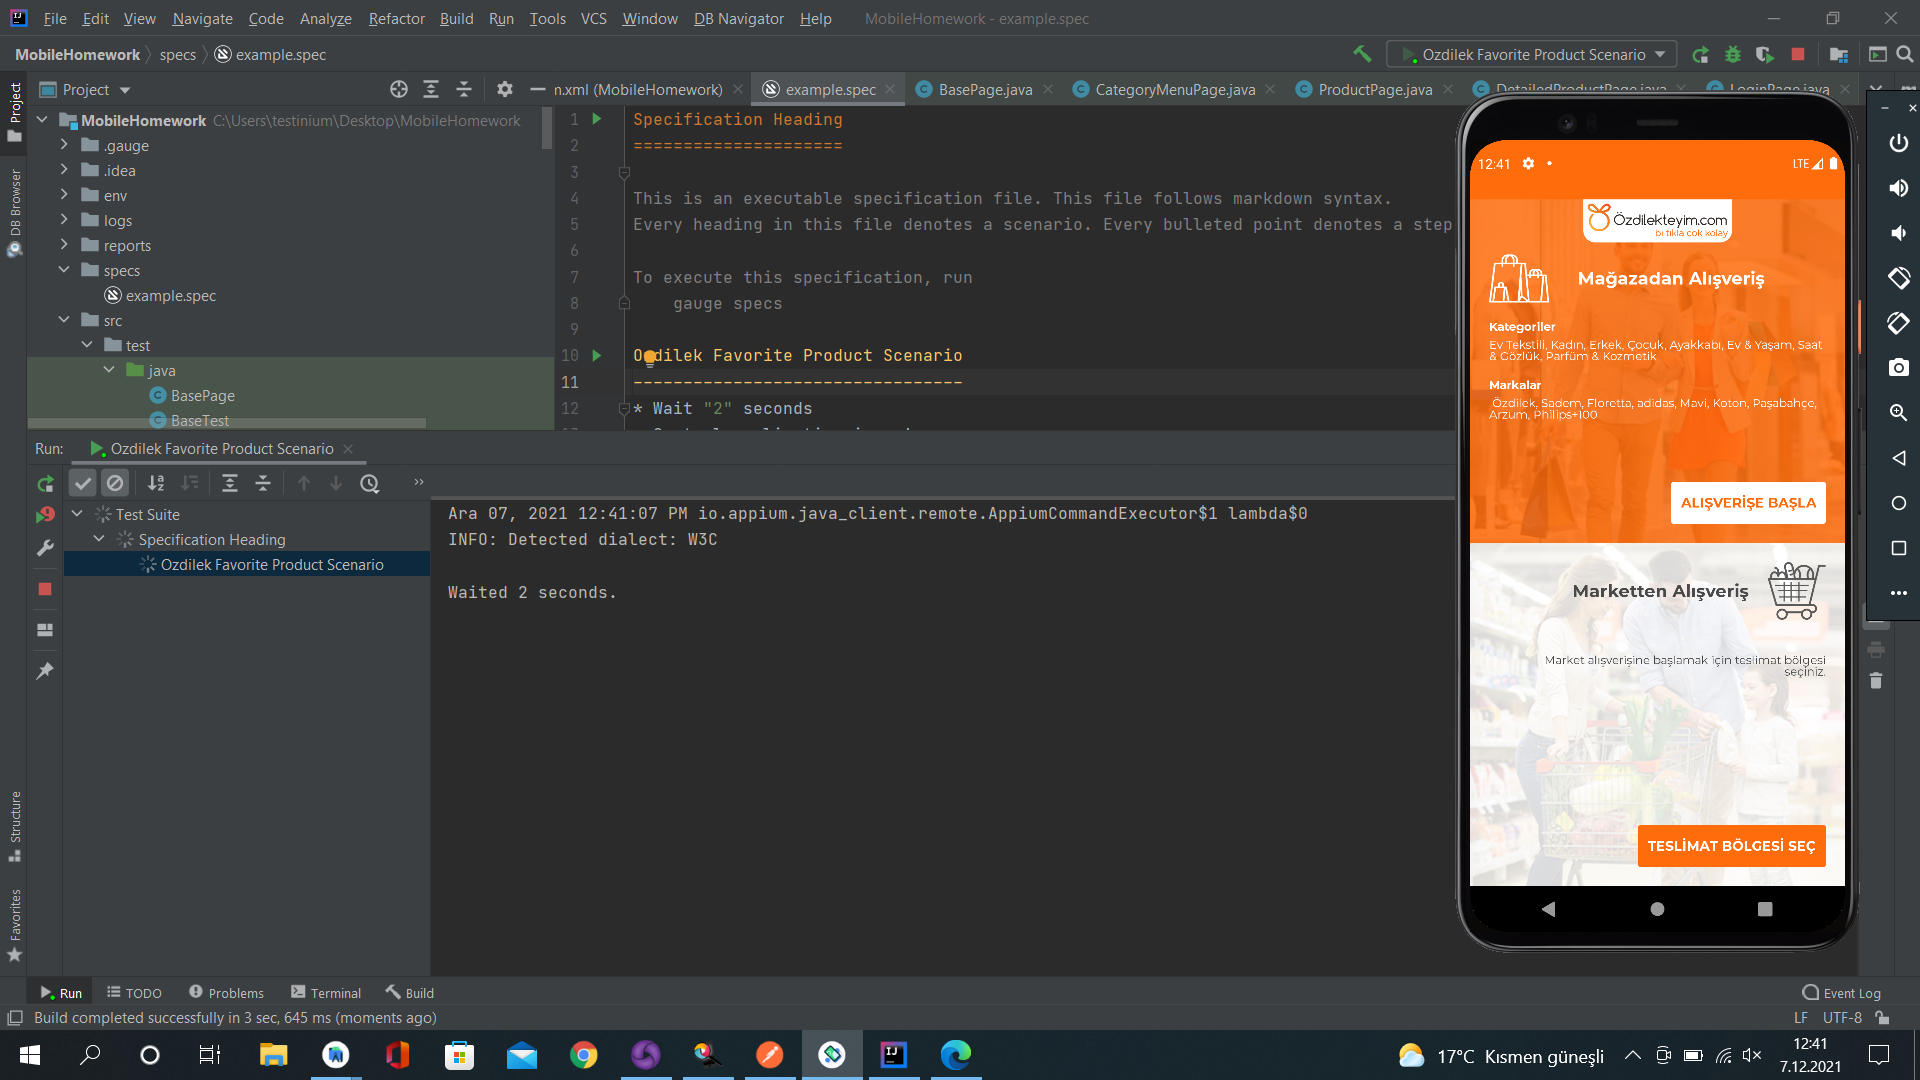 File Edit View Navigate Code Analyze Refactor Build Run Tools VCS Window DB Navigator Help MobileHomework - example.spec
MobileHomework specs example.spec
Ozdilek Favorite Product Scenario
Project
n.xml (MobileHomework)
example.spec
BasePage.java
CategoryMenuPage.java
ProductPage.java
DetailedProductPage.java
LoginPage.java
Project
DB Browser
Structure
Favorites
MobileHomework C:\Users\testinium\Desktop\MobileHomework
.gauge
.idea
env
logs
reports
specs
example.spec
src
test
java
BasePage
BaseTest
1 Specification Heading
2 =====================
3
4 This is an executable specification file. This file follows markdown syntax.
5 Every heading in this file denotes a scenario. Every bulleted point denotes a step
6
7 To execute this specification, run
8 gauge specs
9
10 Ozdilek Favorite Product Scenario
11 ---------------------------------
12 * Wait "2" seconds
Run: Ozdilek Favorite Product Scenario
Test Suite
Specification Heading
Ozdilek Favorite Product Scenario
Ara 07, 2021 12:41:07 PM io.appium.java_client.remote.AppiumCommandExecutor$1 lambda$0
INFO: Detected dialect: W3C
Waited 2 seconds.
12:41 LTE
Özdilekteyim.com
bi tıkla çok kolay
Mağazadan Alışveriş
Kategoriler
Ev Tekstili, Kadın, Erkek, Çocuk, Ayakkabı, Ev & Yaşam, Saat
& Gözlük, Parfüm & Kozmetik
Markalar
Özdilek, Sadem, Floretta, adidas, Mavi, Koton, Paşabahçe,
Arzum, Philips+100
ALIŞVERİŞE BAŞLA
Marketten Alışveriş
Market alışverişine başlamak için teslimat bölgesi
seçiniz.
TESLİMAT BÖLGESİ SEÇ
Run TODO Problems Terminal Build Event Log
Build completed successfully in 3 sec, 645 ms (moments ago) LF UTF-8
17°C Kısmen güneşli
12:41
7.12.2021